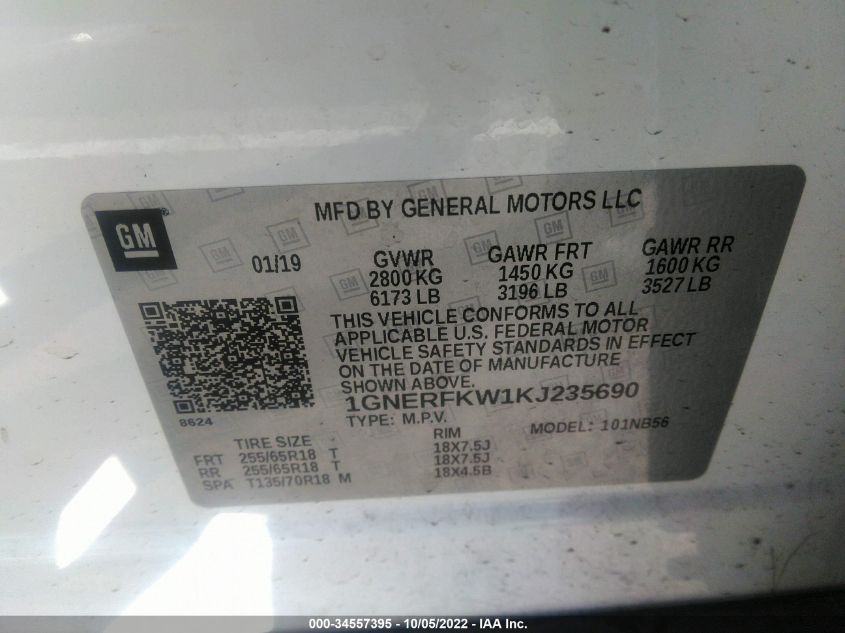 GM
MFD BY GENERAL MOTORS LLC
01/19
GVWR
2800 KG
6173 LB
GAWR FRT
1450 KG
3196 LB
GAWR RR
1600 KG
3527 LB
THIS VEHICLE CONFORMS TO ALL
APPLICABLE U.S. FEDERAL MOTOR
VEHICLE SAFETY STANDARDS IN EFFECT
ON THE DATE OF MANUFACTURE
SHOWN ABOVE.
1GNERFKW1KJ235690
8624
TYPE: M.P.V.
MODEL: 101NB56
TIRE SIZE RIM
FRT 255/65R18 T 18X7.5J
RR 255/65R18 T 18X7.5J
SPA T135/70R18 M 18X4.5B
000-34557395 - 10/05/2022 - IAA Inc.